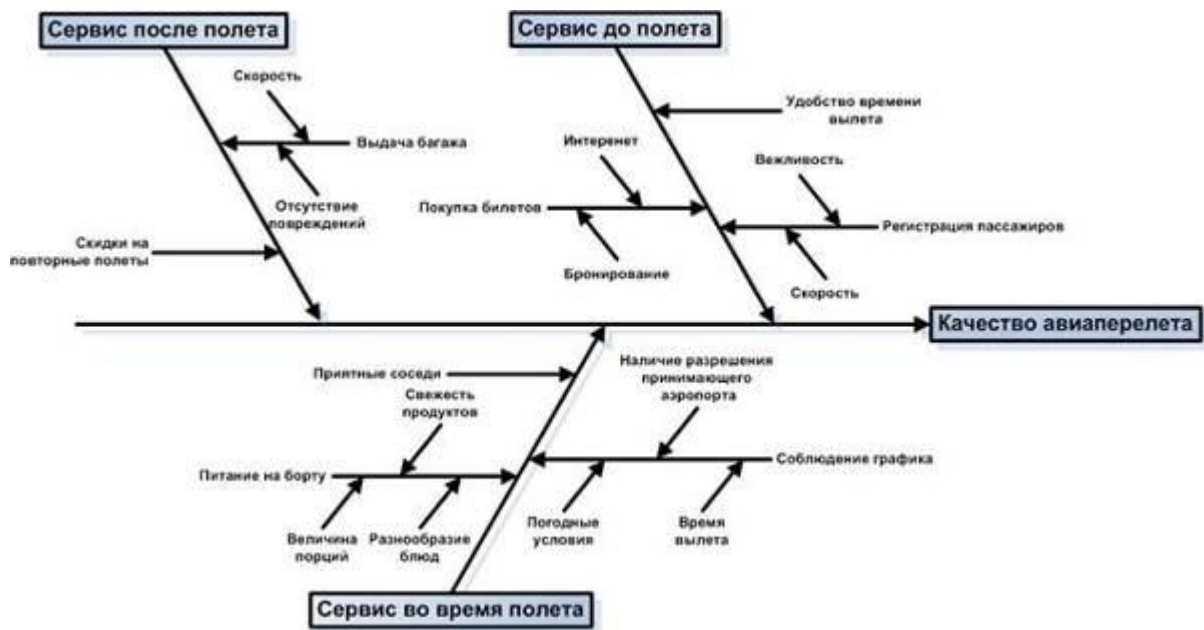 Сервис после полета
Сервис до полета
Скорость
Выдача багажа
Отсутствие
повреждений
Скидки на
повторные полеты
Удобство времени
вылета
Интеренет
Вежливость
Покупка билетов
Регистрация пассажиров
Бронирование
Скорость
Качество авиаперелета
Приятные соседи
Наличие разрешения
принимающего
аэропорта
Свежесть
продуктов
Питание на борту
Соблюдение графика
Величина
порций
Разнообразие
блюд
Погодные
условия
Время
вылета
Сервис во время полета